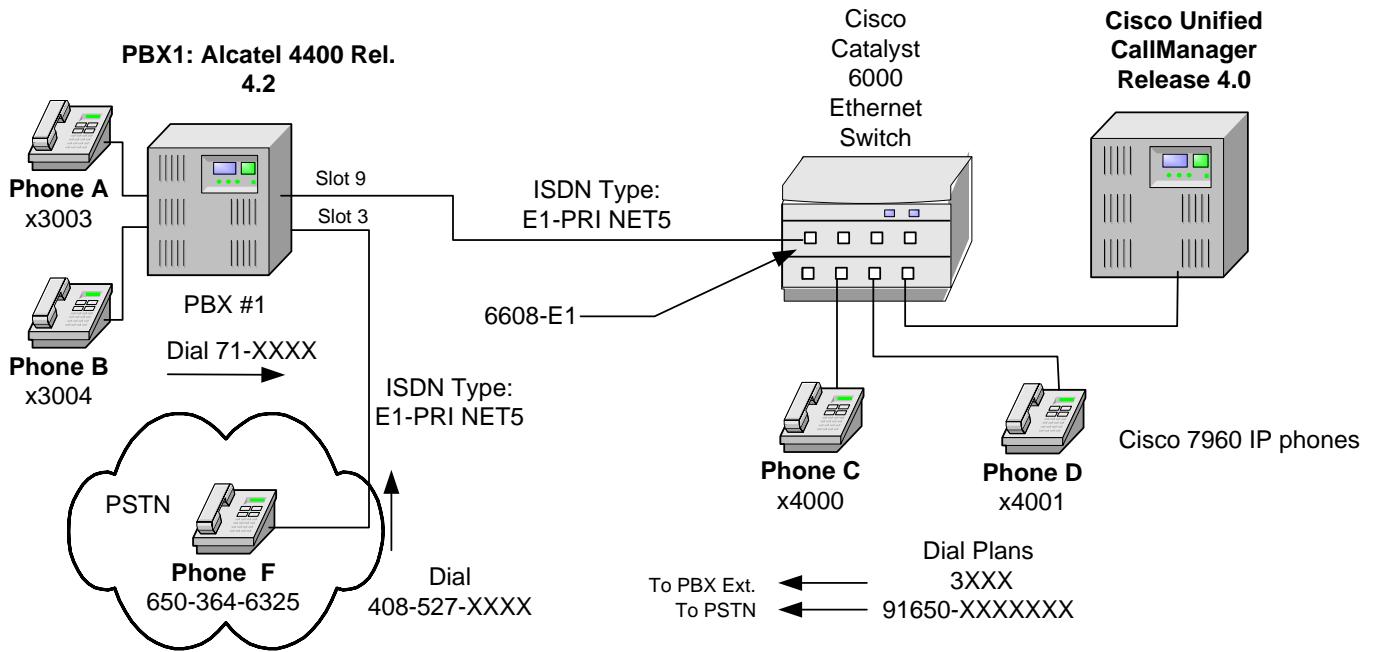 PBX1: Alcatel 4400 Rel.
4.2
Cisco
Catalyst
6000
Ethernet
Switch
Cisco Unified
CallManager
Release 4.0
Phone A
x3003
Slot 9
Slot 3
ISDN Type:
E1-PRI NET5
PBX #1
6608-E1
Phone B
x3004
Dial 71-XXXX
ISDN Type:
E1-PRI NET5
Phone C
x4000
Phone D
x4001
Cisco 7960 IP phones
PSTN
Phone F
650-364-6325
Dial
408-527-XXXX
Dial Plans
To PBX Ext.
3XXX
To PSTN
91650-XXXXXXX